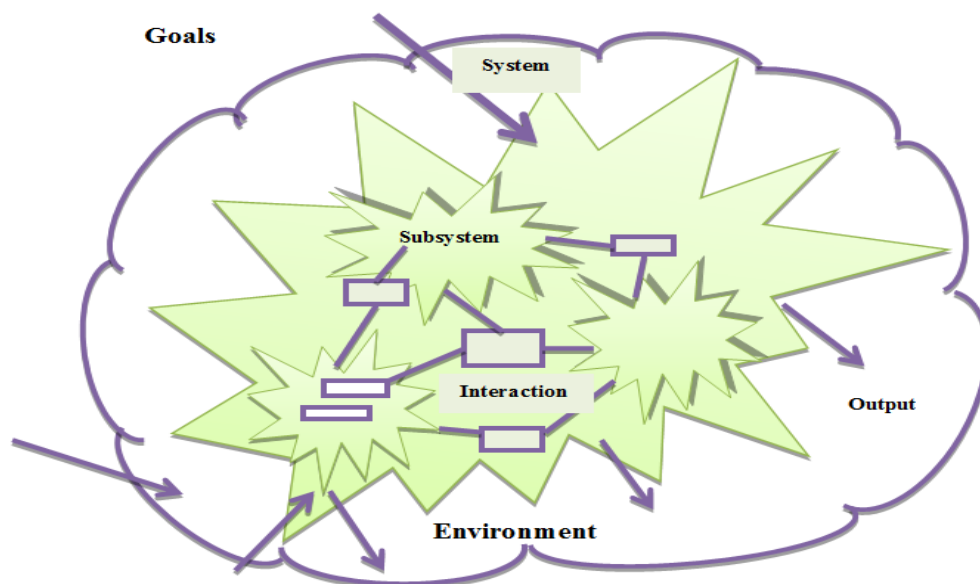 Goals
System
Subsystem
Interaction
Output
Environment